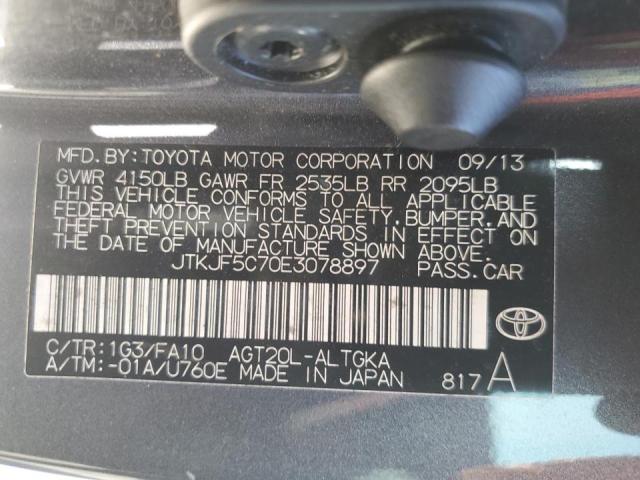 MFD.BY:TOYOTA MOTOR CORPORATION 09/13
GVWR 4150LB GAWR FR 2535LB RR 2095LB
THIS VEHICLE CONFORMS TO ALL APPLICABLE
FEDERAL MOTOR VEHICLE SAFETY,BUMPER,AND
THEFT PREVENTION STANDARDS IN EFFECT ON
THE DATE OF MANUFACTURE SHOWN ABOVE.
JTKJF5C70E3078897 PASS.CAR
C/TR:1G3/FA10 AGT20L-ALTGKA
A/TM:-01A/U760E MADE IN JAPAN 817A